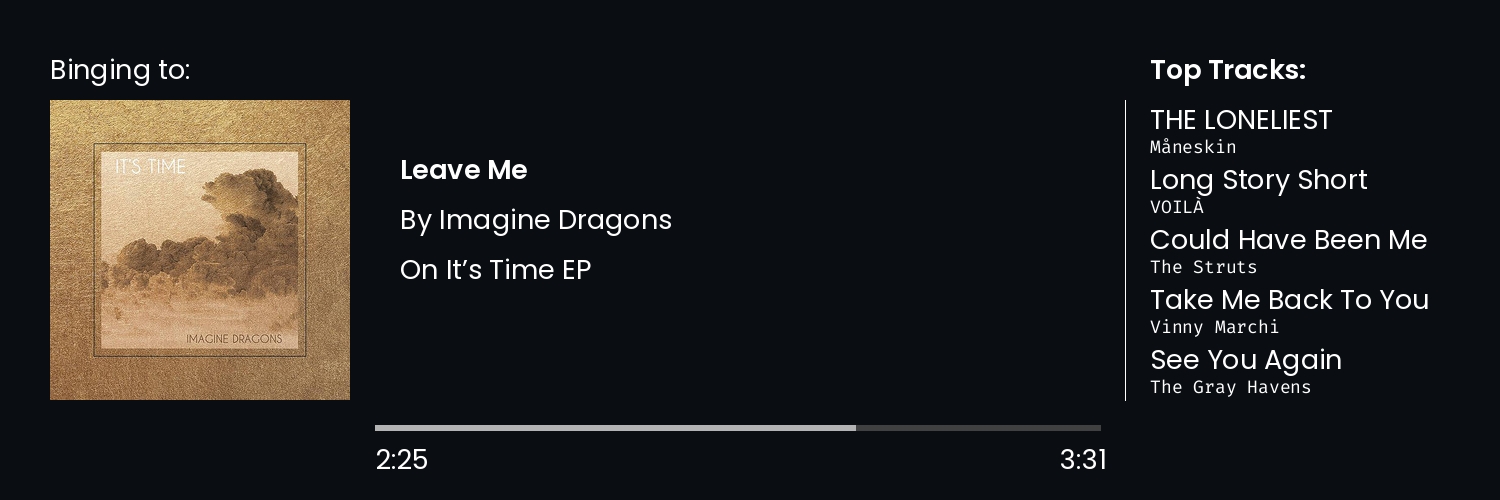 Binging to:
IT'S TIME
IMAGINE DRAGONS
Leave Me
By Imagine Dragons
On It’s Time EP
2:25
3:31
Top Tracks:
THE LONELIEST
Måneskin
Long Story Short
VOILÀ
Could Have Been Me
The Struts
Take Me Back To You
Vinny Marchi
See You Again
The Gray Havens